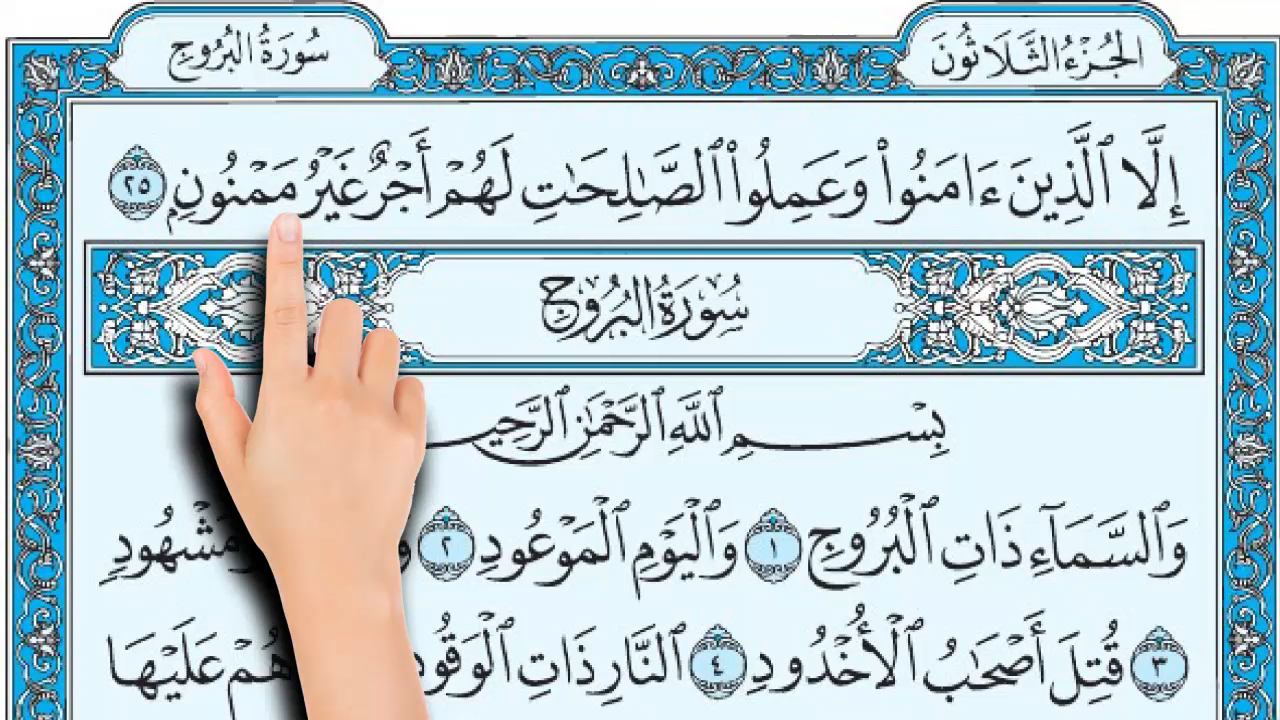 الجُزْءُ الثَّلَاثُونَ
سُورَةُ البُرُوجِ
إِلَّا ٱلَّذِينَ ءَامَنُوا۟ وَعَمِلُوا۟ ٱلصَّـٰلِحَـٰتِ لَهُمْ أَجْرٌ غَيْرُ مَمْنُونٍۭ ٢٥
سُورَةُ البُرُوجِ
بِسْمِ ٱللَّهِ ٱلرَّحْمَـٰنِ
وَٱلسَّمَآءِ ذَاتِ ٱلْبُرُوجِ ١ وَٱلْيَوْمِ ٱلْمَوْعُودِ ٢
قُتِلَ أَصْحَـٰبُ ٱلْأُخْدُودِ ٤ ٱلنَّارِ ذَاتِ عَلَيْهَا